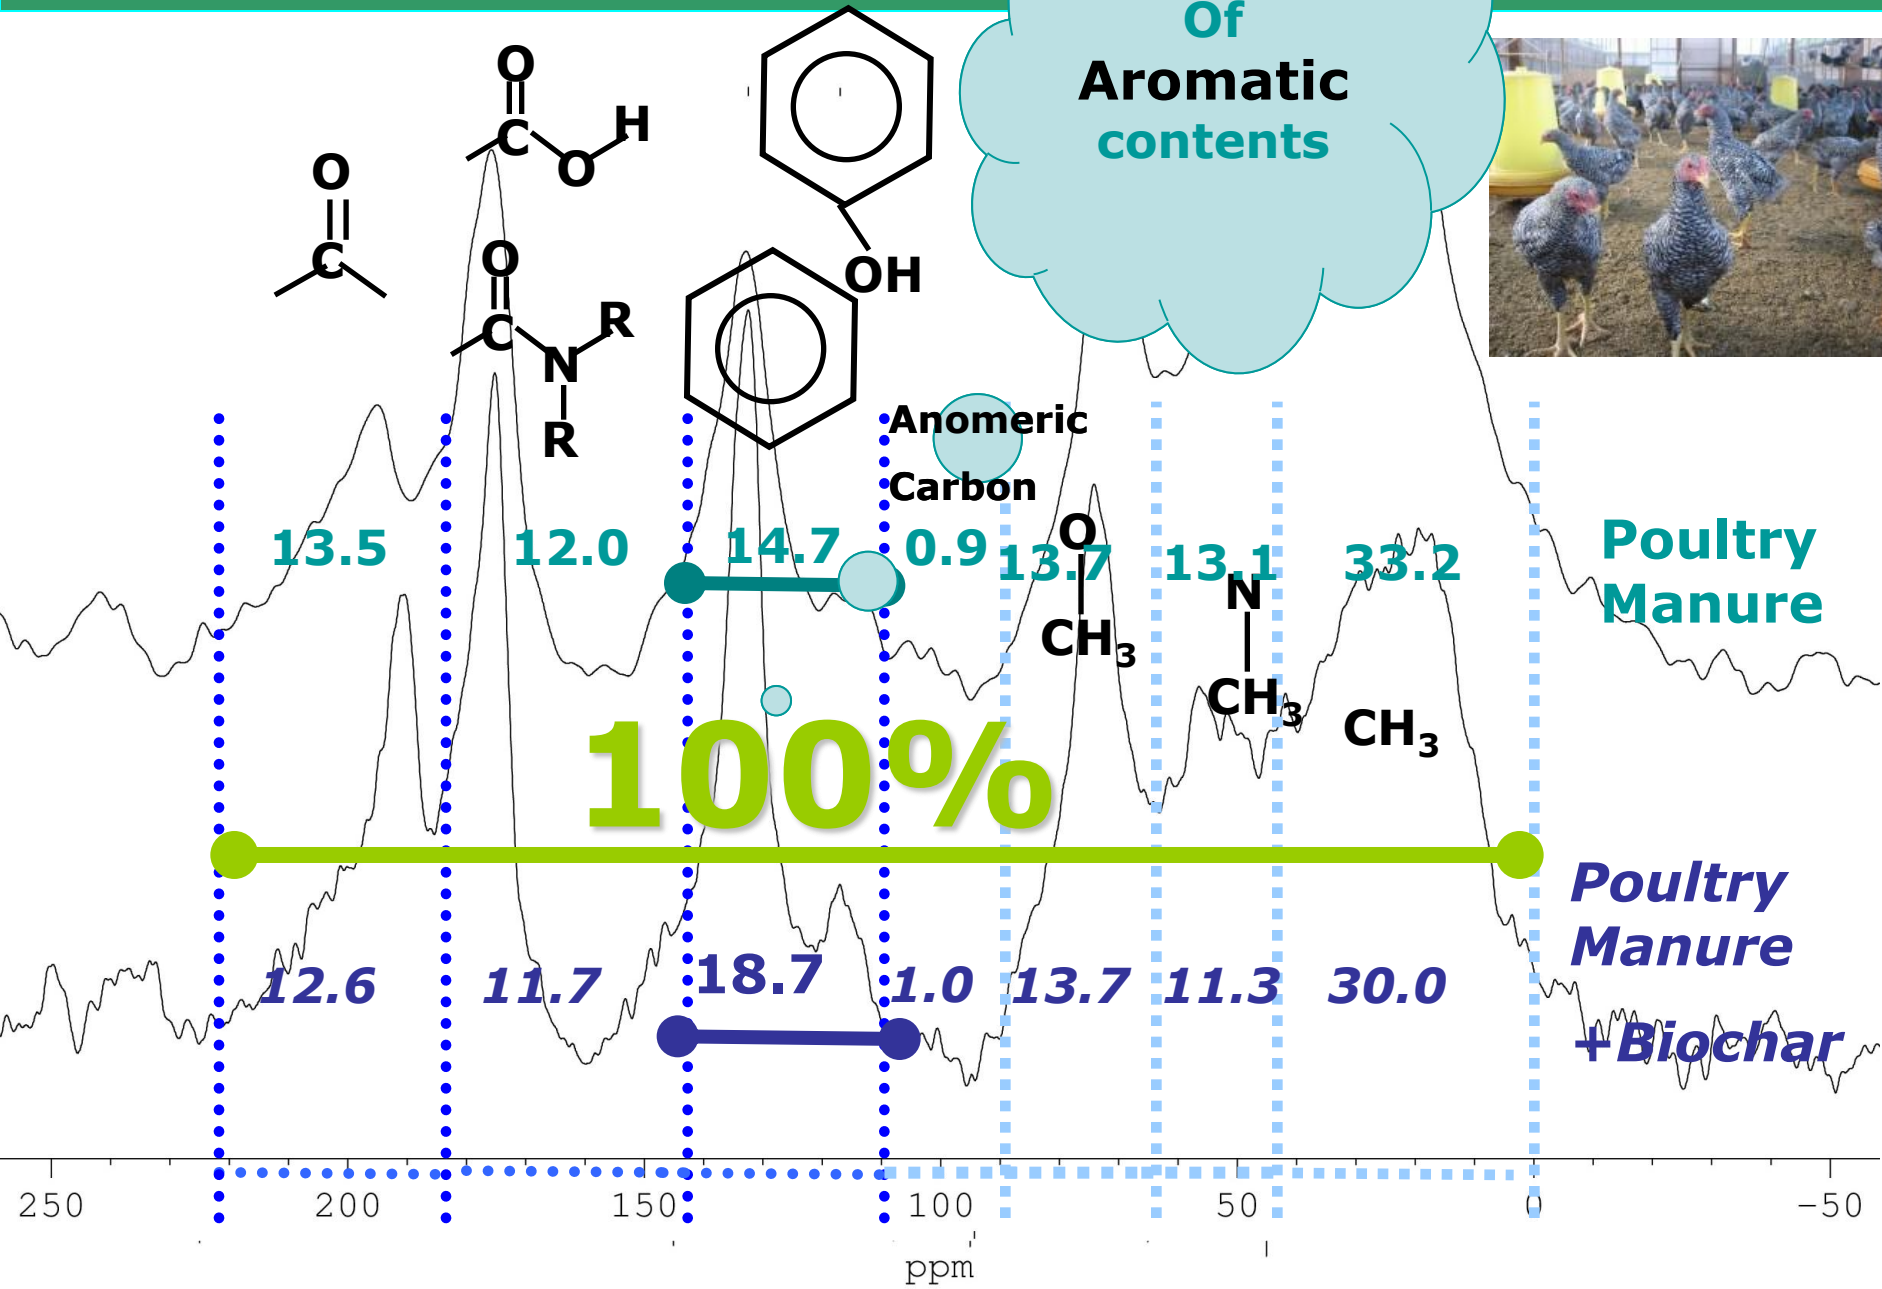 Of
Aromatic
contents
O
C
O
H
O
C
O
C
N
R
R
OH
Anomeric
Carbon
13.5 12.0 14.7 0.9 13.7 13.1 33.2
Poultry
Manure
O
CH3
N
CH3
CH3
100%
Poultry
Manure
+Biochar
12.6 11.7 18.7 1.0 13.7 11.3 30.0
250 200 150 100 50 0 -50
ppm